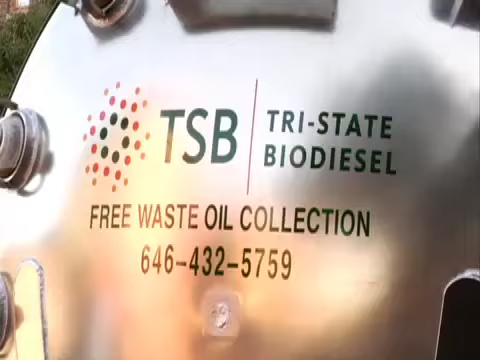 TSB
TRI-STATE
BIODIESEL
FREE WASTE OIL COLLECTION
646-432-5759